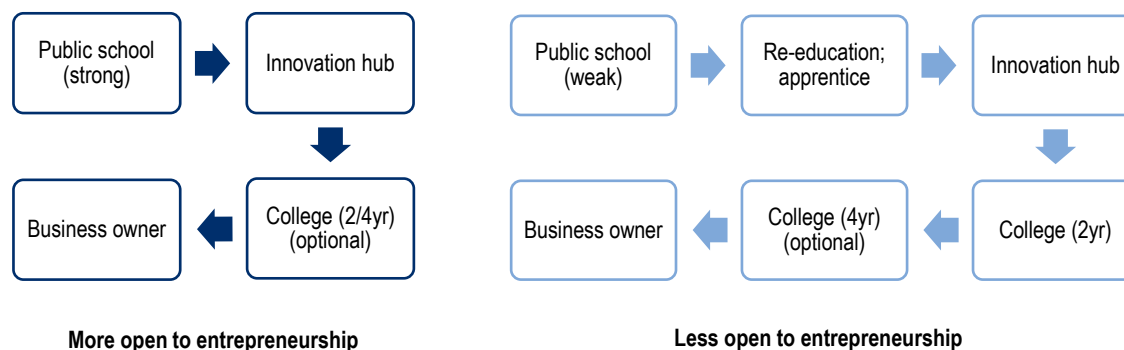 Public school
(strong)
Innovation hub
Business owner
College (2/4yr)
(optional)
More open to entrepreneurship
Public school
(weak)
Re-education;
apprentice
Innovation hub
Business owner
College (4yr)
(optional)
College (2yr)
Less open to entrepreneurship